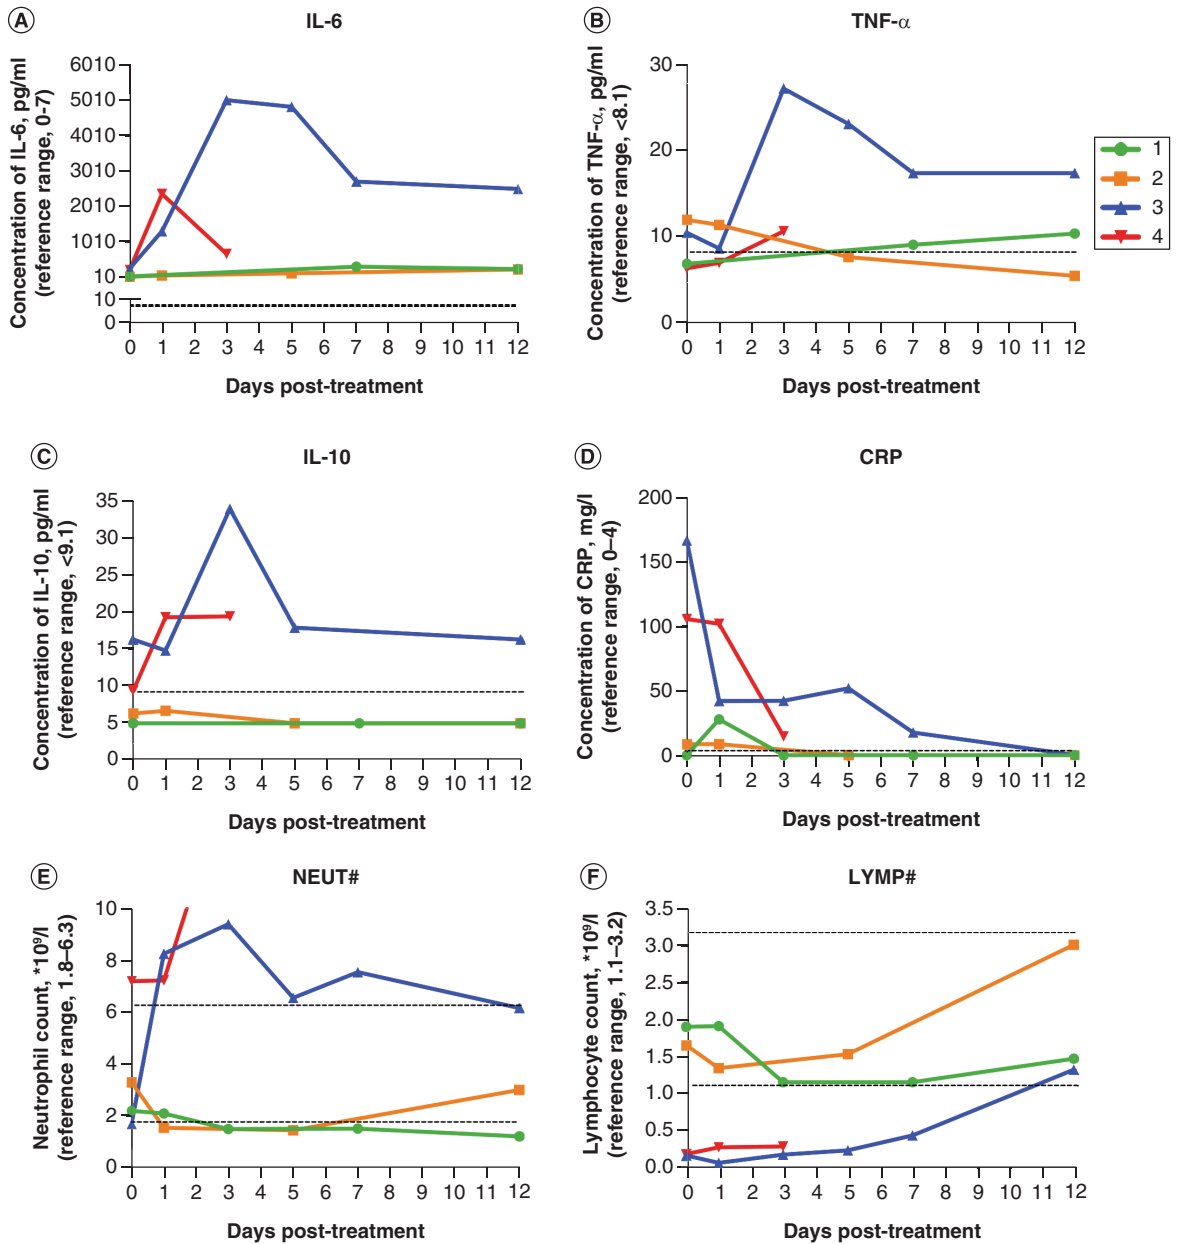 A
IL-6
Concentration of IL-6, pg/ml
(reference range, 0-7)
6010
5010
4010
3010
2010
1010
10
10
0
0 1 2 3 4 5 6 7 8 9 10 11 12
Days post-treatment
B
TNF-α
Concentration of TNF-α, pg/ml
(reference range, <8.1)
30
20
10
0
0 1 2 3 4 5 6 7 8 9 10 11 12
Days post-treatment
1
2
3
4
C
IL-10
Concentration of IL-10, pg/ml
(reference range, <9.1)
35
30
25
20
15
10
5
0
0 1 2 3 4 5 6 7 8 9 10 11 12
Days post-treatment
D
CRP
Concentration of CRP, mg/l
(reference range, 0–4)
200
150
100
50
0
0 1 2 3 4 5 6 7 8 9 10 11 12
Days post-treatment
E
NEUT#
Neutrophil count, *10⁹/l
(reference range, 1.8–6.3)
10
8
6
4
2
0
0 1 2 3 4 5 6 7 8 9 10 11 12
Days post-treatment
F
LYMP#
Lymphocyte count, *10⁹/l
(reference range, 1.1–3.2)
3.5
3.0
2.5
2.0
1.5
1.0
0.5
0.0
0 1 2 3 4 5 6 7 8 9 10 11 12
Days post-treatment